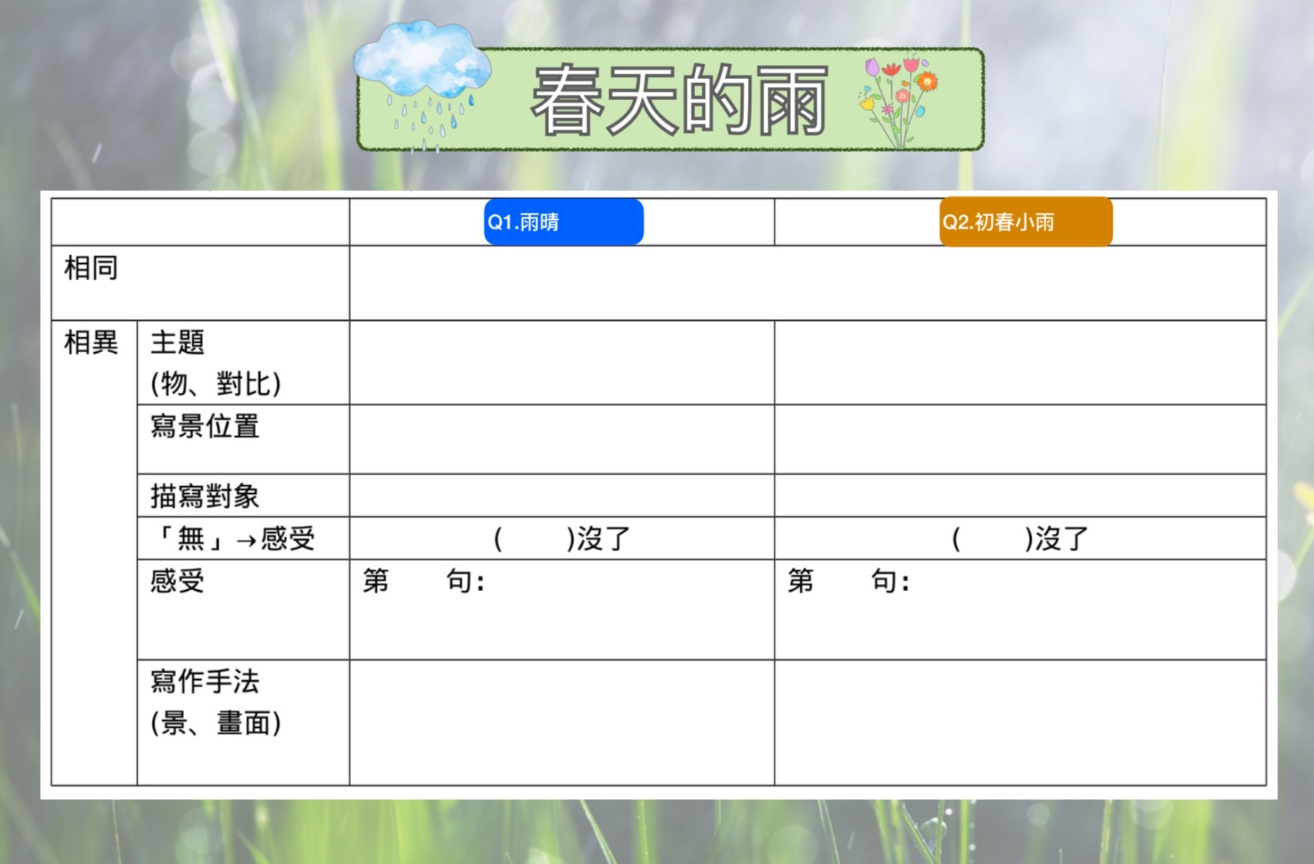 春天的雨
Q1.雨晴
Q2.初春小雨
相同
相異
主題
(物、對比)
寫景位置
描寫對象
「無」→感受
(　　)沒了
(　　)沒了
感受
第　　句:
第　　句:
寫作手法
(景、畫面)